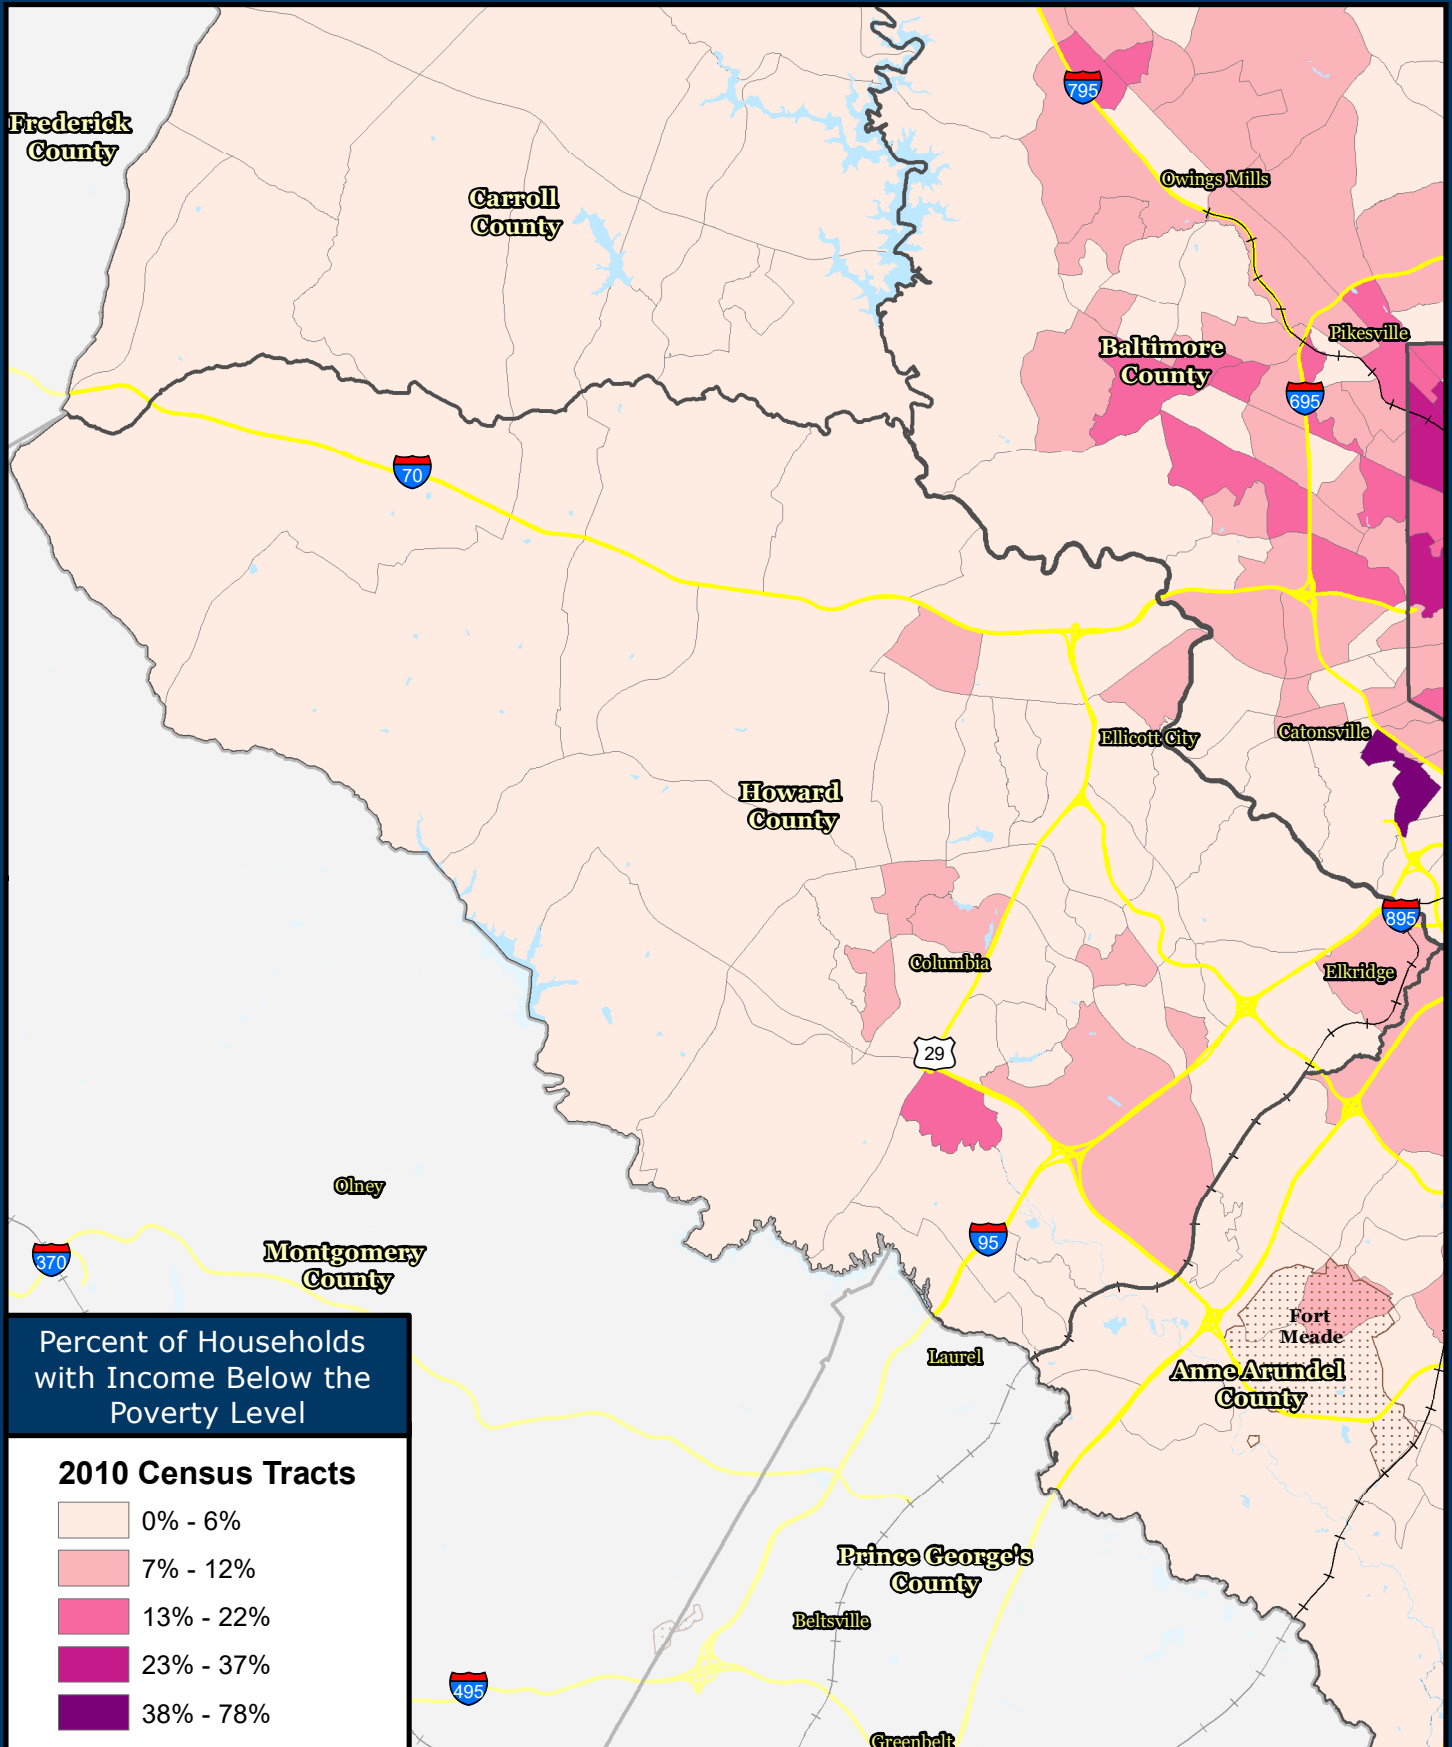 795
Frederick
County
Owings Mills
Carroll
County
Pikesville
Baltimore
County
695
70
Ellicott City
Catonsville
Howard
County
895
Columbia
Elkridge
29
Olney
Montgomery
County
370
95
Fort
Meade
Laurel
Anne Arundel
County
Percent of Households
with Income Below the
Poverty Level
2010 Census Tracts
0% - 6%
7% - 12%
13% - 22%
23% - 37%
38% - 78%
Prince George's
County
Beltsville
495
Greenbelt